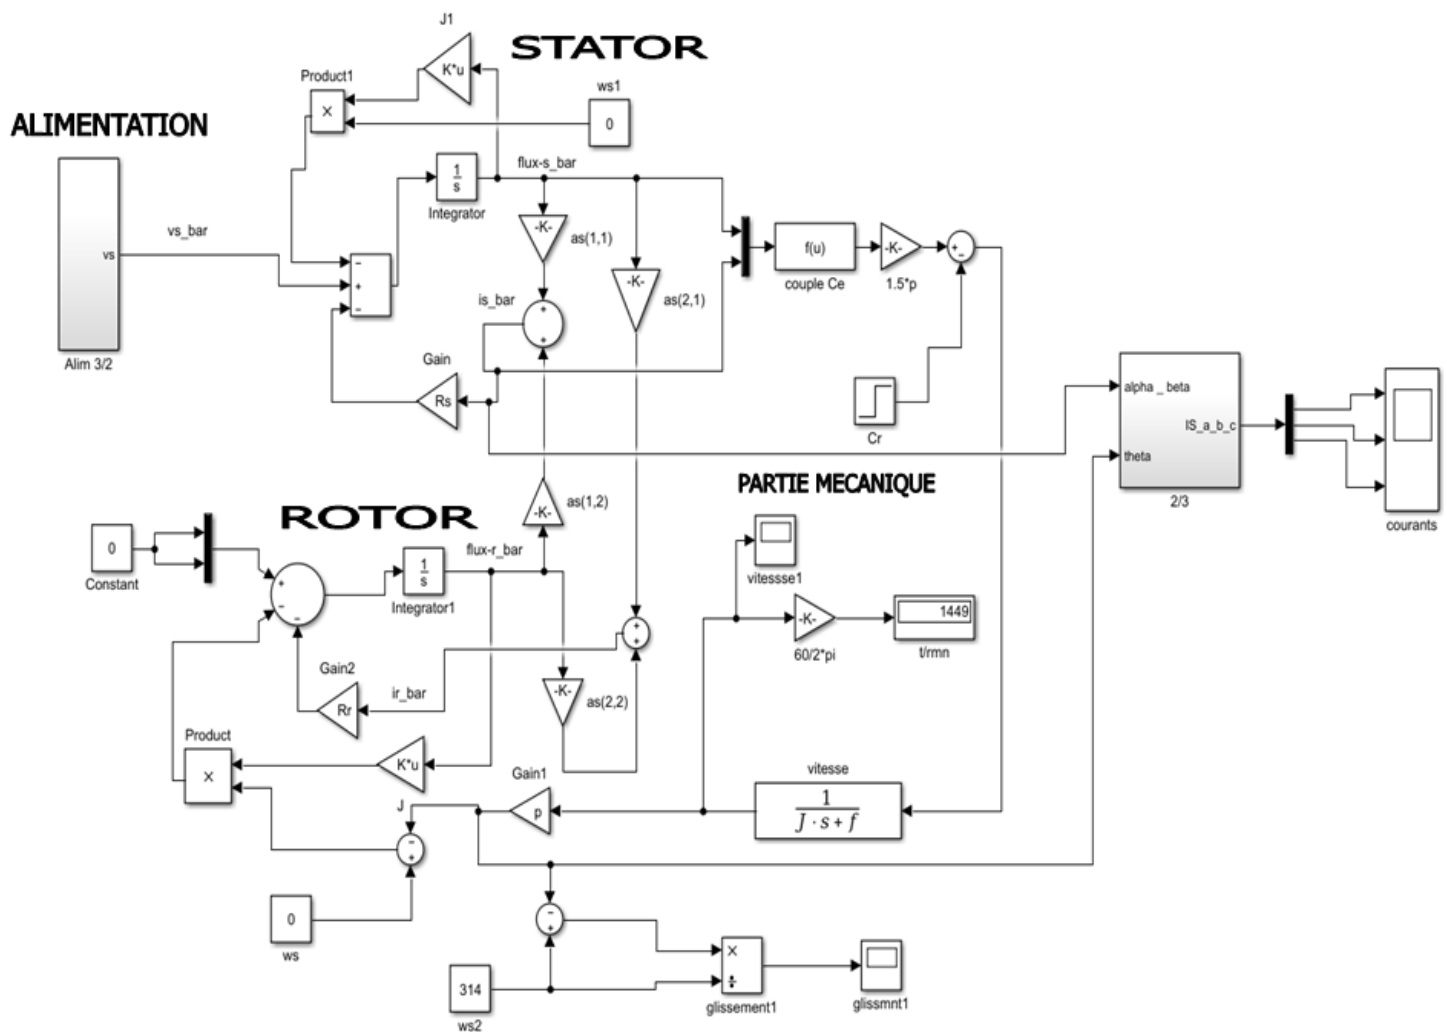 J1
STATOR
K*u
Product1
ws1
×
0
ALIMENTATION
flux-s_bar
1
s
Integrator
-K-
as(1,1)
vs_bar
vs
−
+
−
f(u)
couple Ce
-K-
1.5*p
+
−
-K-
as(2,1)
is_bar
+
+
Alim 3/2
Gain
Rs
Cr
alpha _ beta
IS_a_b_c
theta
2/3
courants
PARTIE MECANIQUE
-K-
as(1,2)
ROTOR
0
Constant
flux-r_bar
1
s
Integrator1
+
−
−
vitessse1
-K-
60/2*pi
1449
t/rmn
+
+
Gain2
Rr
ir_bar
-K-
as(2,2)
Product
×
K*u
J
Gain1
p
vitesse
1
J · s + f
−
+
0
ws
−
+
314
ws2
×
÷
glissement1
glissmnt1